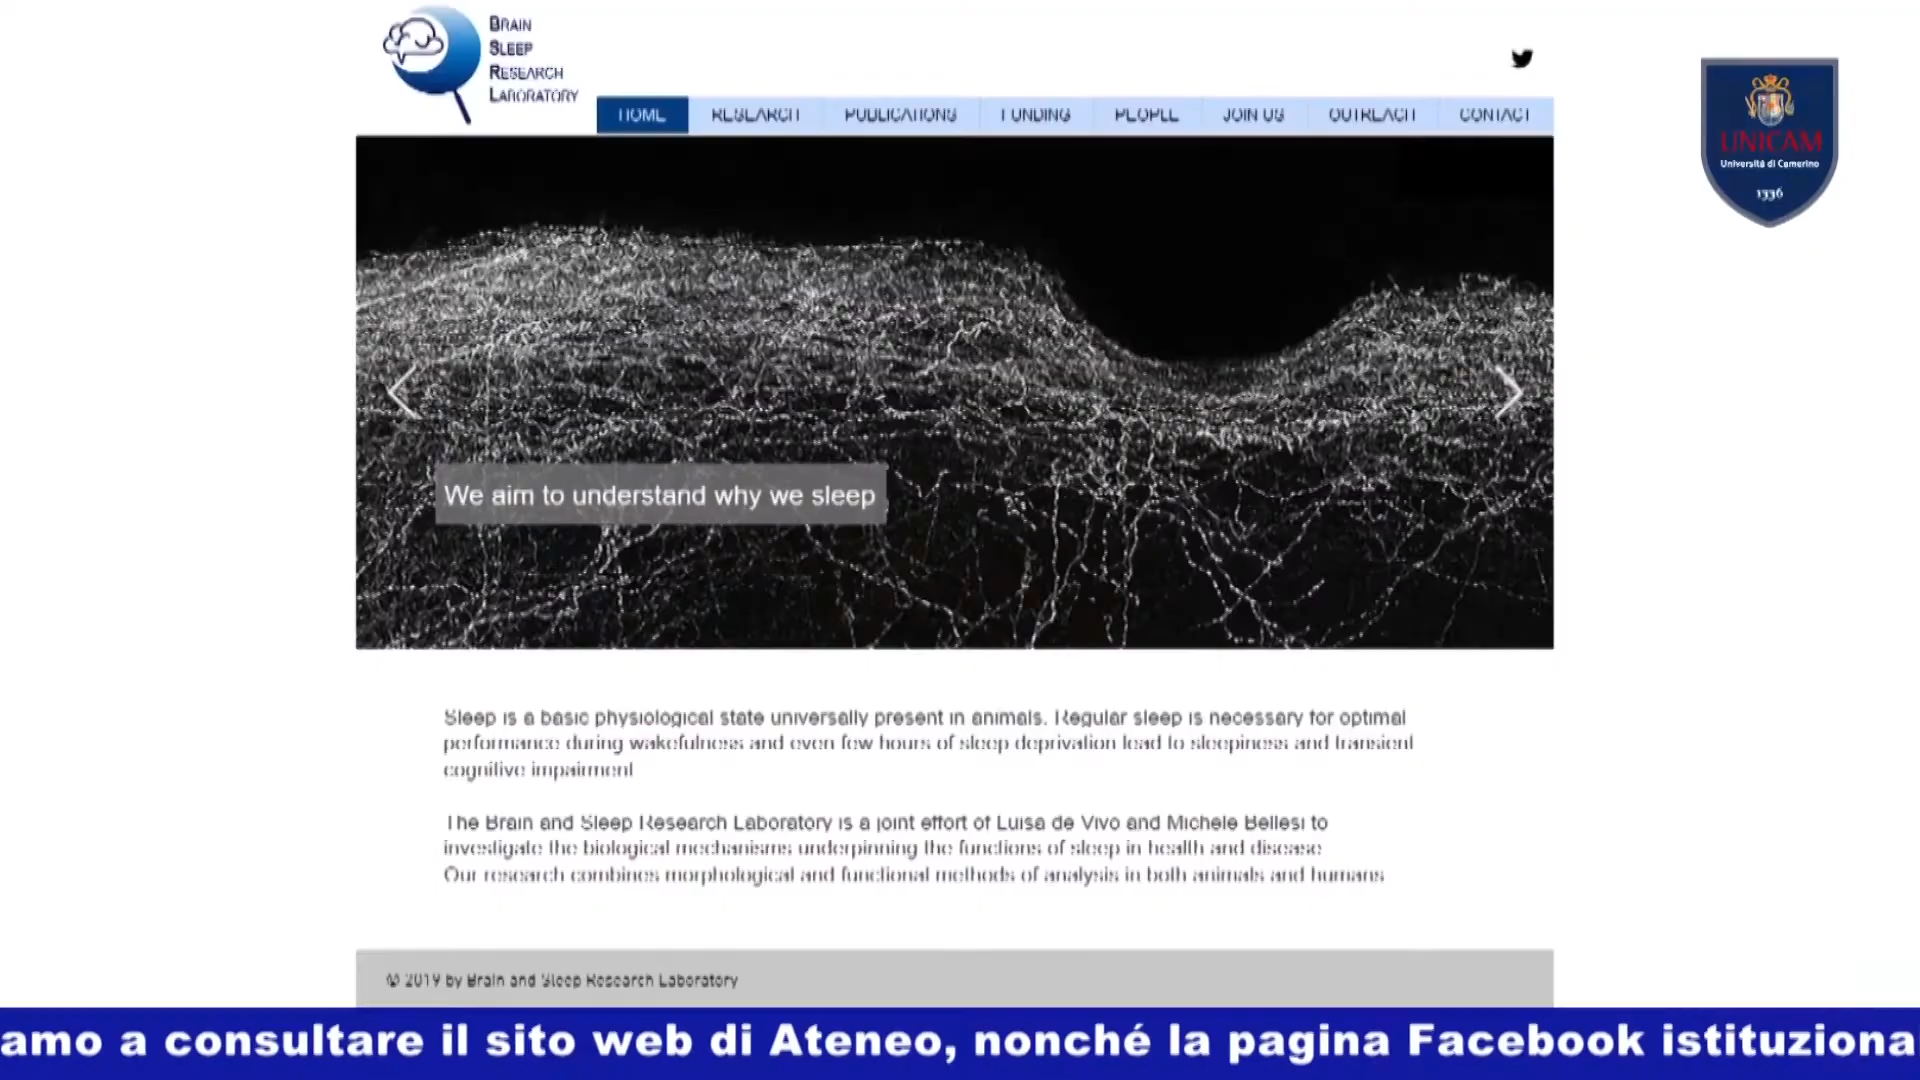 BRAIN
SLEEP
RESEARCH
LABORATORY
HOME RESEARCH PUBLICATIONS FUNDING PEOPLE JOIN US OUTREACH CONTACT
UNICAM
Università di Camerino
1336
We aim to understand why we sleep
Sleep is a basic physiological state universally present in animals. Regular sleep is necessary for optimal
performance during wakefulness and even few hours of sleep deprivation lead to sleepiness and transient
cognitive impairment
The Brain and Sleep Research Laboratory is a joint effort of Luisa de Vivo and Michele Bellesi to
investigate the biological mechanisms underpinning the functions of sleep in health and disease
Our research combines morphological and functional methods of analysis in both animals and humans
© 2019 by Brain and Sleep Research Laboratory
amo a consultare il sito web di Ateneo, nonché la pagina Facebook istituziona